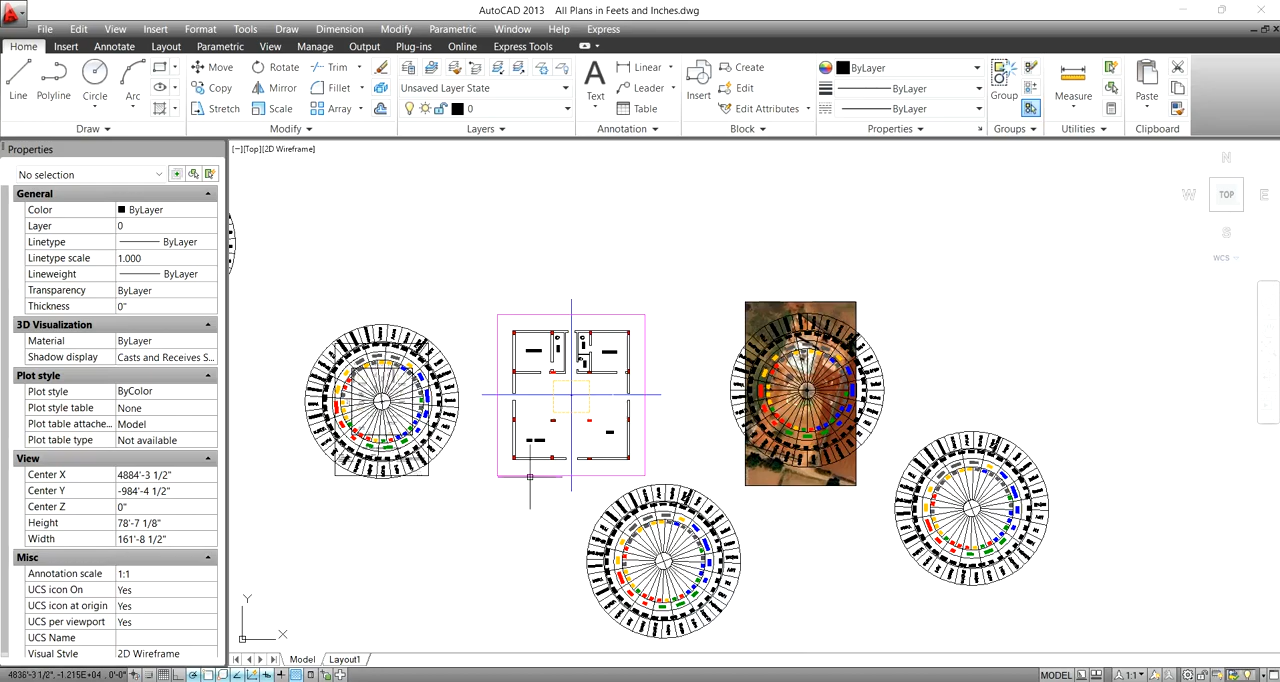 AutoCAD 2013 All Plans in Feets and Inches.dwg
File Edit View Insert Format Tools Draw Dimension Modify Parametric Window Help Express
Home Insert Annotate Layout Parametric View Manage Output Plug-ins Online Express Tools
Line Polyline Circle Arc
Move Rotate Trim
Copy Mirror Fillet
Stretch Scale Array
Unsaved Layer State
0
Text Linear
Leader
Table
Insert Create
Edit
Edit Attributes
ByLayer
ByLayer
ByLayer
Group Measure Paste
Draw Modify Layers Annotation Block Properties Groups Utilities Clipboard
Properties
No selection
General
Color ByLayer
Layer 0
Linetype ByLayer
Linetype scale 1.000
Lineweight ByLayer
Transparency ByLayer
Thickness 0"
3D Visualization
Material ByLayer
Shadow display Casts and Receives S...
Plot style
Plot style ByColor
Plot style table None
Plot table attache... Model
Plot table type Not available
View
Center X 4884'-3 1/2"
Center Y -984'-4 1/2"
Center Z 0"
Height 78'-7 1/8"
Width 161'-8 1/2"
Misc
Annotation scale 1:1
UCS icon On Yes
UCS icon at origin Yes
UCS per viewport Yes
UCS Name
Visual Style 2D Wireframe
[−][Top][2D Wireframe]
N
W TOP E
S
WCS
Y
X
Model Layout1
4836'-3 1/2", -1.215E+04 , 0'-0"
MODEL 1:1